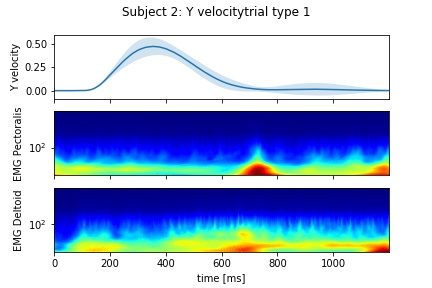 Subject 2: Y velocitytrial type 1
0.50
0.25
0.00
Y velocity
10²
EMG Pectoralis
10²
EMG Deltoid
0 200 400 600 800 1000
time [ms]